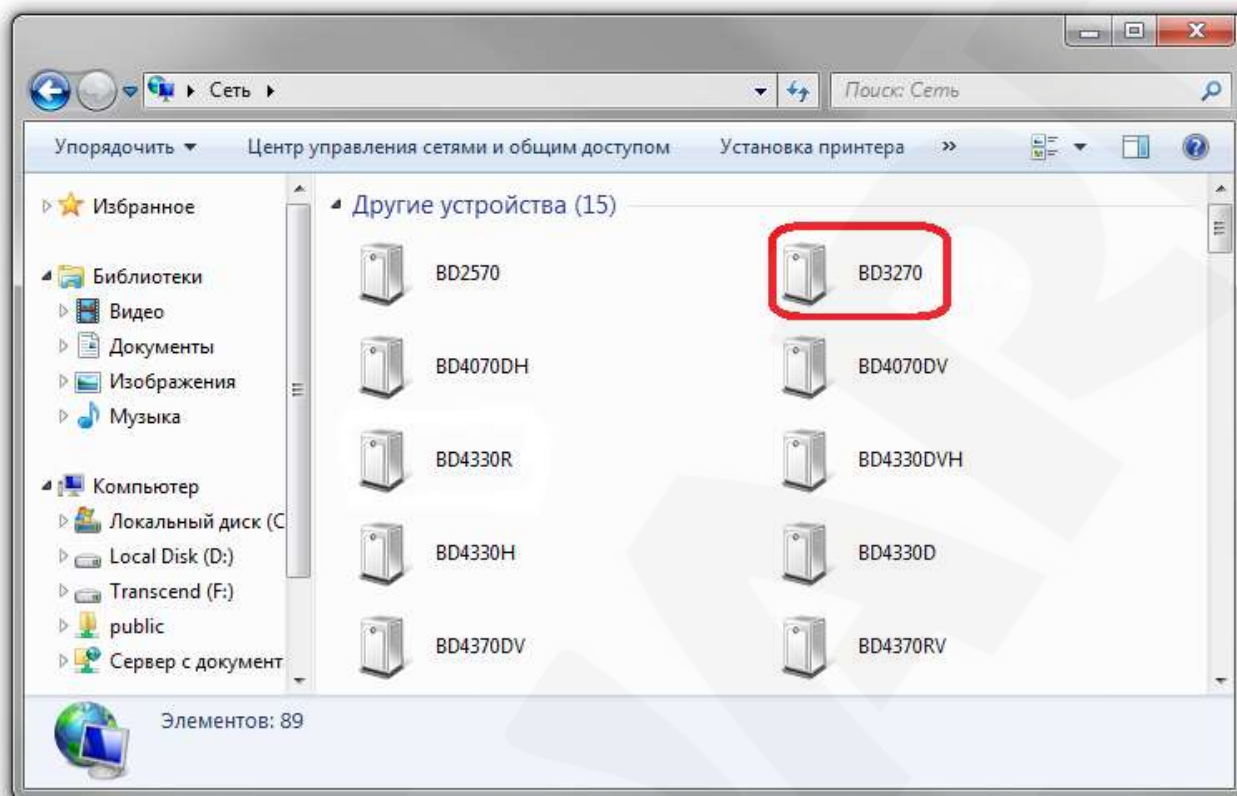 Сеть
Поиск: Сеть
Упорядочить
Центр управления сетями и общим доступом
Установка принтера
»
Избранное
Библиотеки
Видео
Документы
Изображения
Музыка
Компьютер
Локальный диск (C
Local Disk (D:)
Transcend (F:)
public
Сервер с документ
Другие устройства (15)
BD2570
BD3270
BD4070DH
BD4070DV
BD4330R
BD4330DVH
BD4330H
BD4330D
BD4370DV
BD4370RV
Элементов: 89